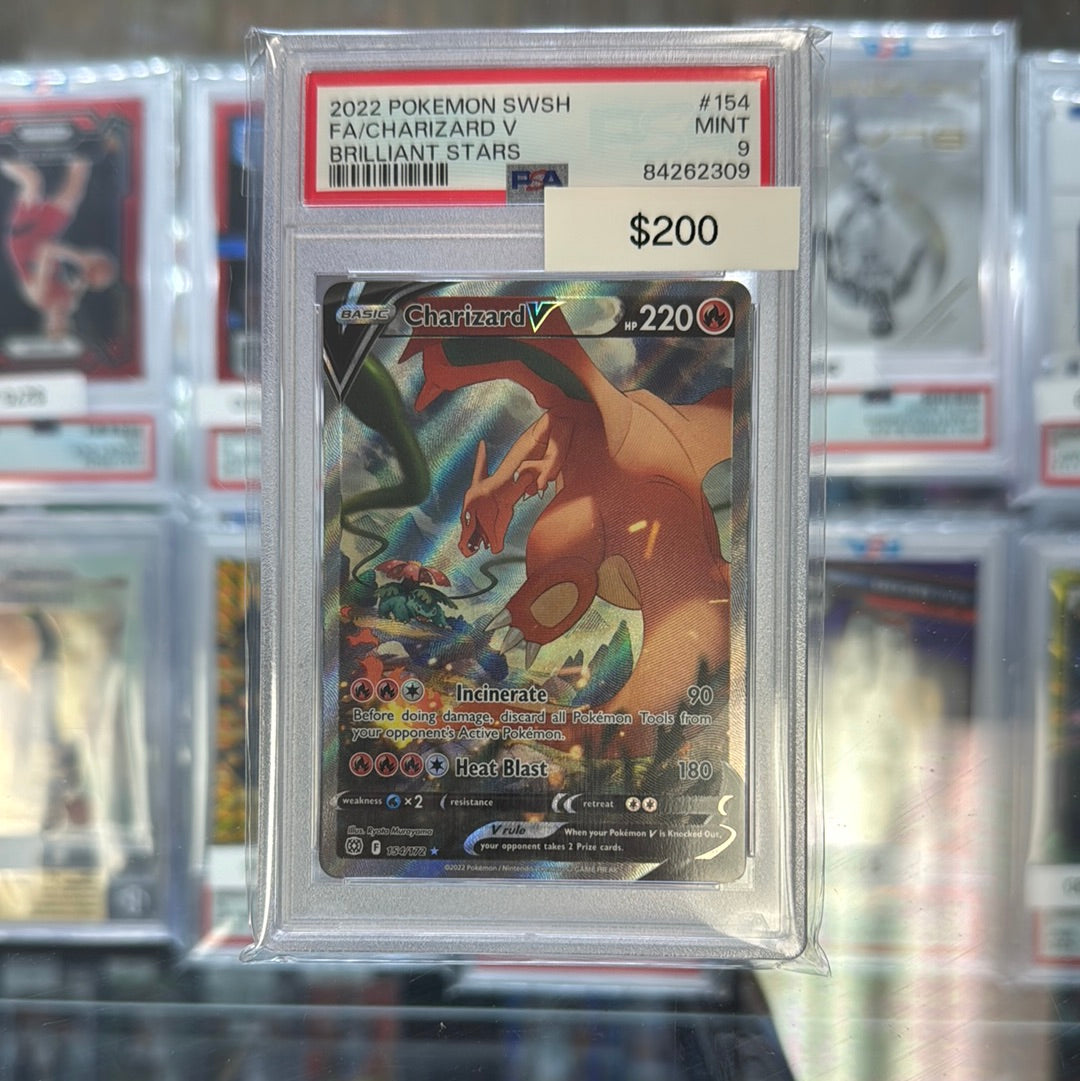 2022 POKEMON SWSH #154
FA/CHARIZARD V MINT
BRILLIANT STARS 9
PSA 84262309
$200
BASIC Charizard V HP 220
Incinerate 90
Before doing damage, discard all Pokémon Tools from
your opponent's Active Pokémon.
Heat Blast 180
weakness ×2 resistance retreat
Illus. Ryota Murayama
V rule When your Pokémon V is Knocked Out,
your opponent takes 2 Prize cards.
F 154/172
©2022 Pokémon / Nintendo / GAME FREAK